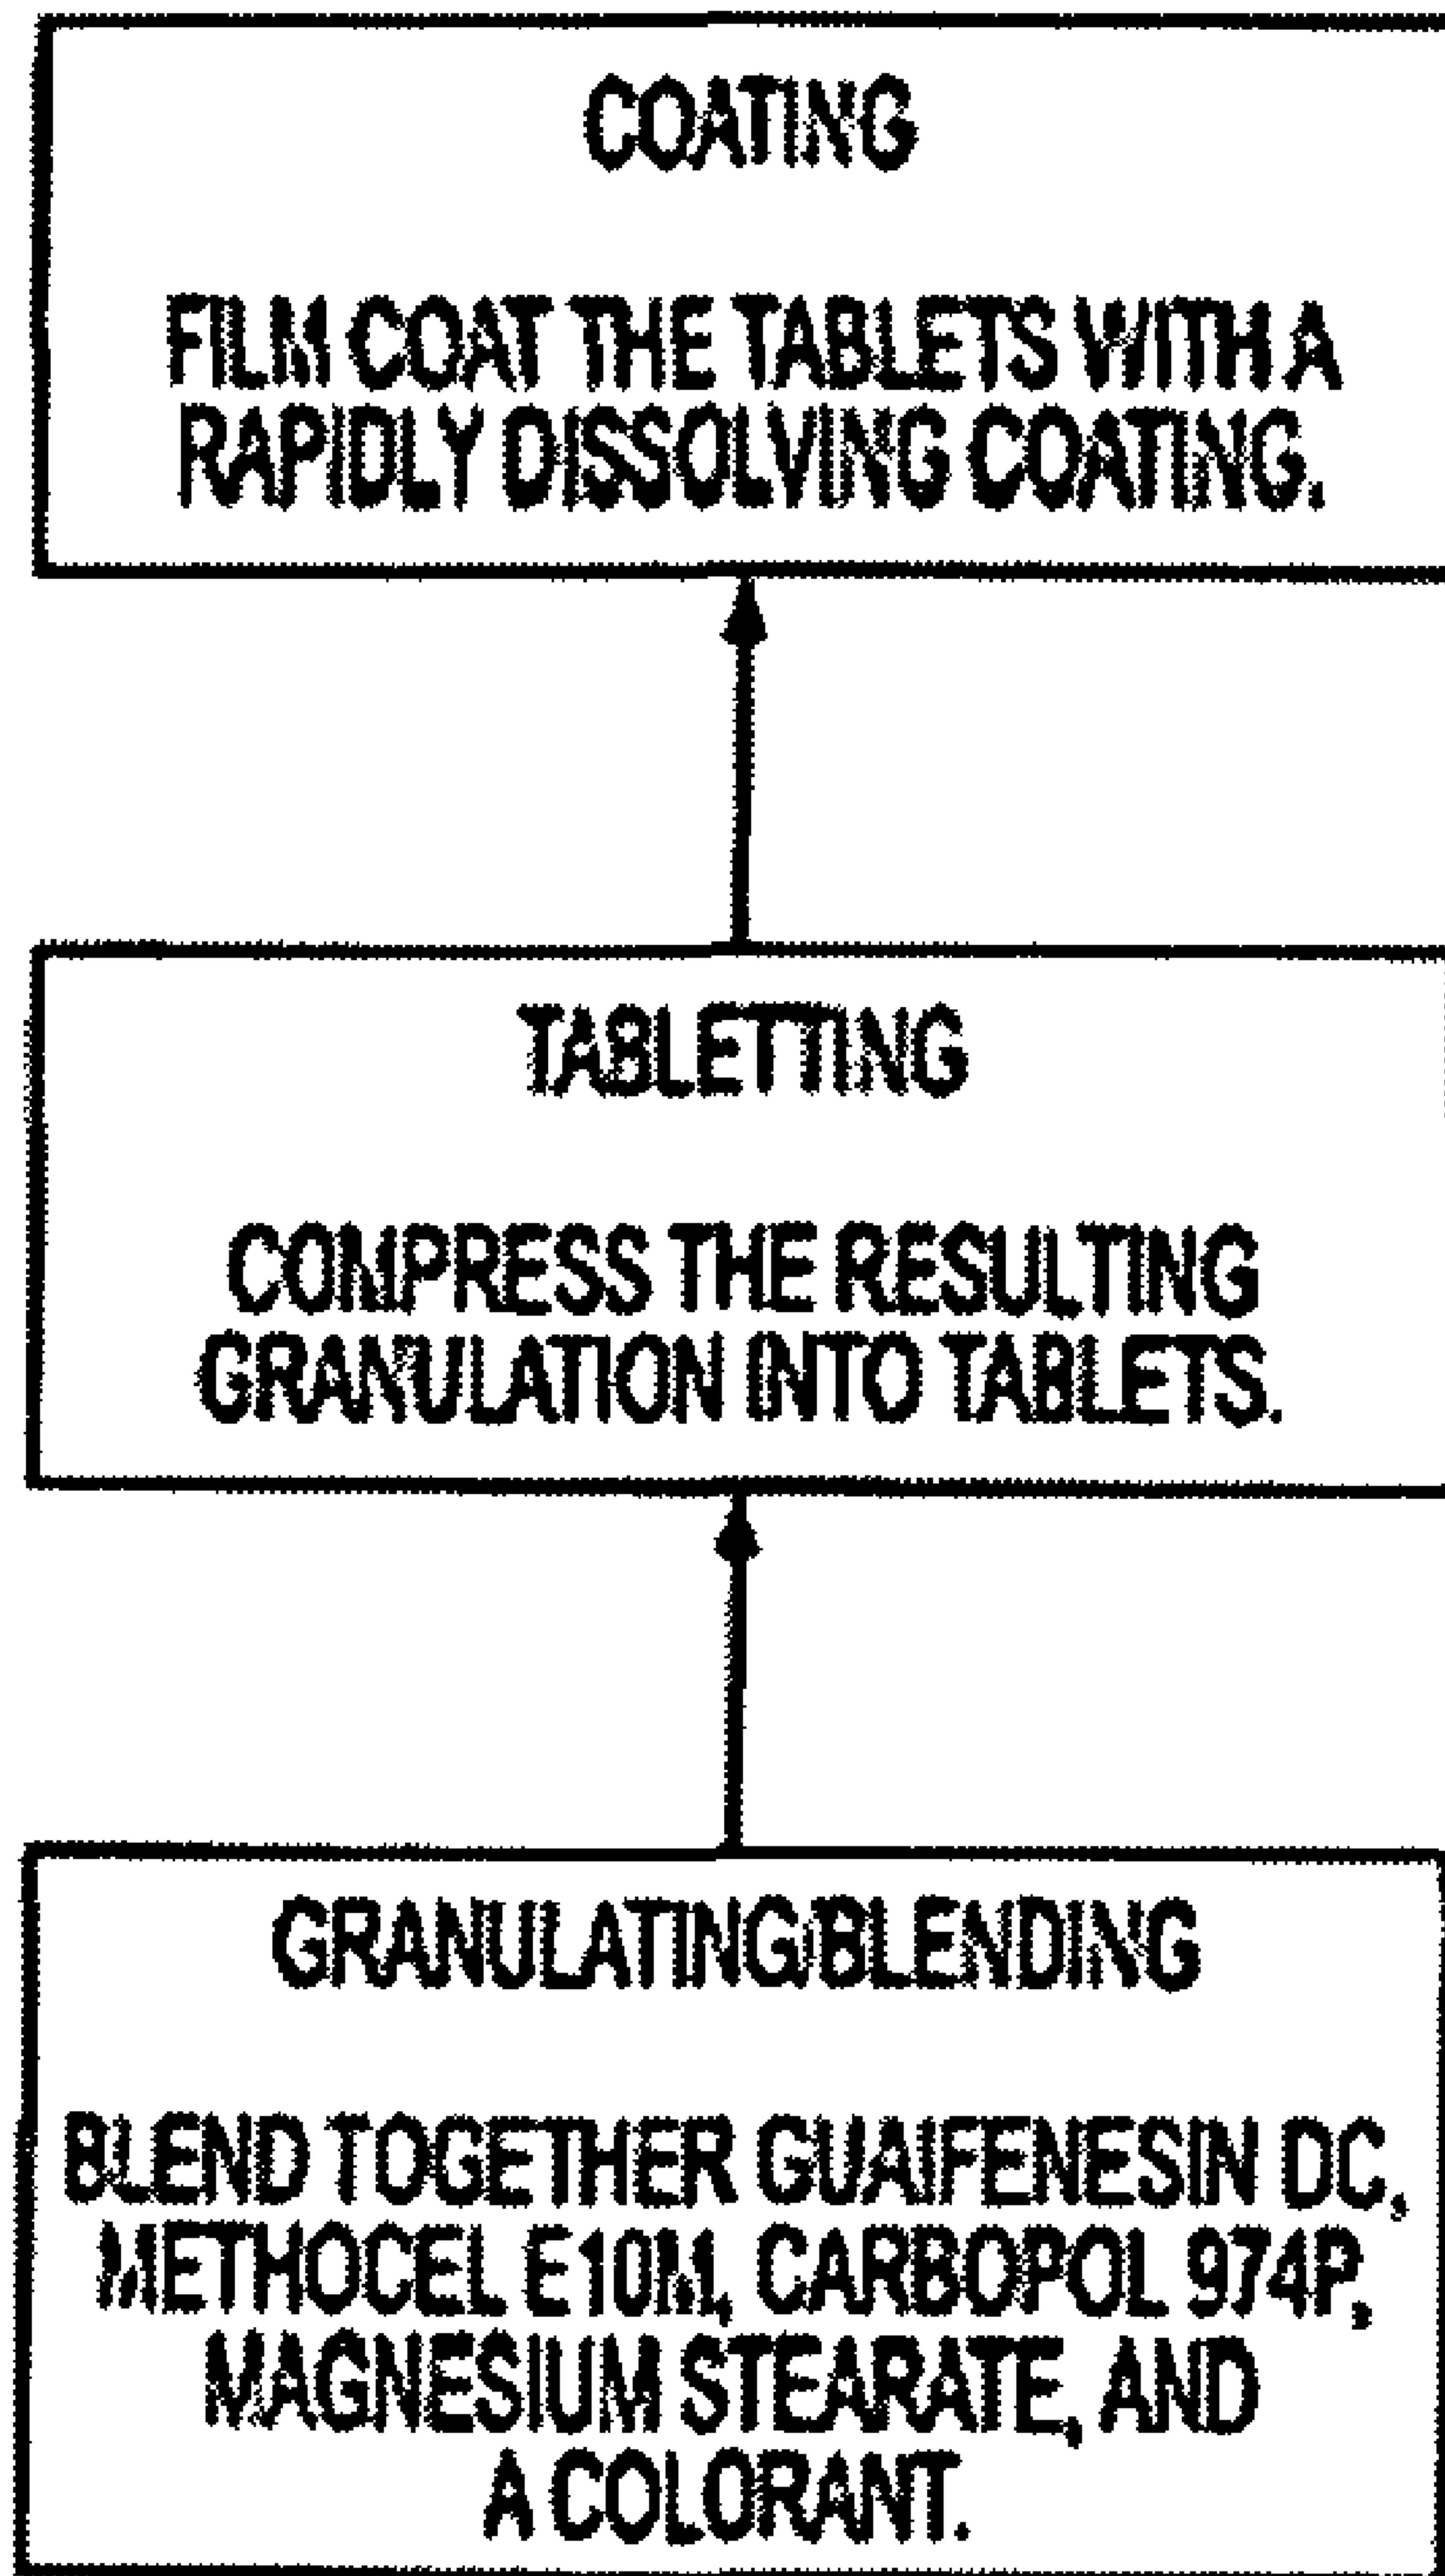 COATING
FILM COAT THE TABLETS WITH A
RAPIDLY DISSOLVING COATING.
TABLETTING
COMPRESS THE RESULTING
GRANULATION INTO TABLETS.
GRANULATING/BLENDING
BLEND TOGETHER GUAIFENESIN DC,
METHOCEL E10M, CARBOPOL 974P,
MAGNESIUM STEARATE, AND
A COLORANT.